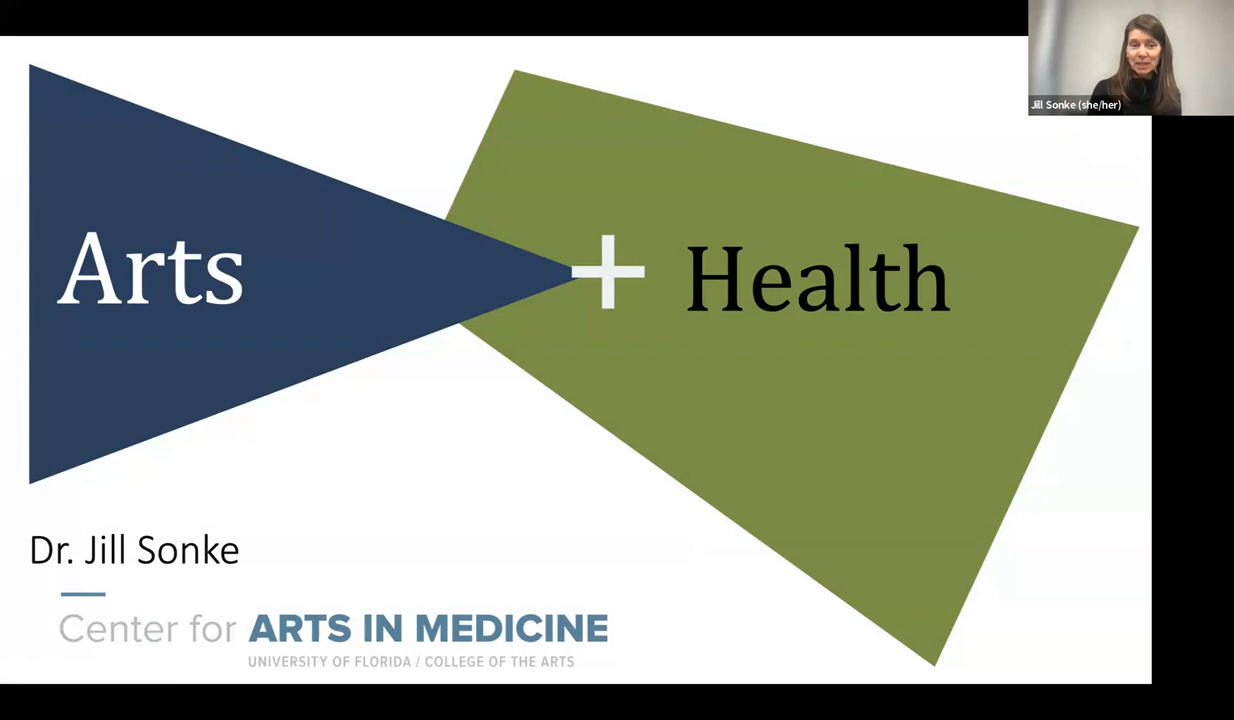 Jill Sonke (she/her)
Arts + Health
Dr. Jill Sonke
Center for ARTS IN MEDICINE
UNIVERSITY OF FLORIDA / COLLEGE OF THE ARTS